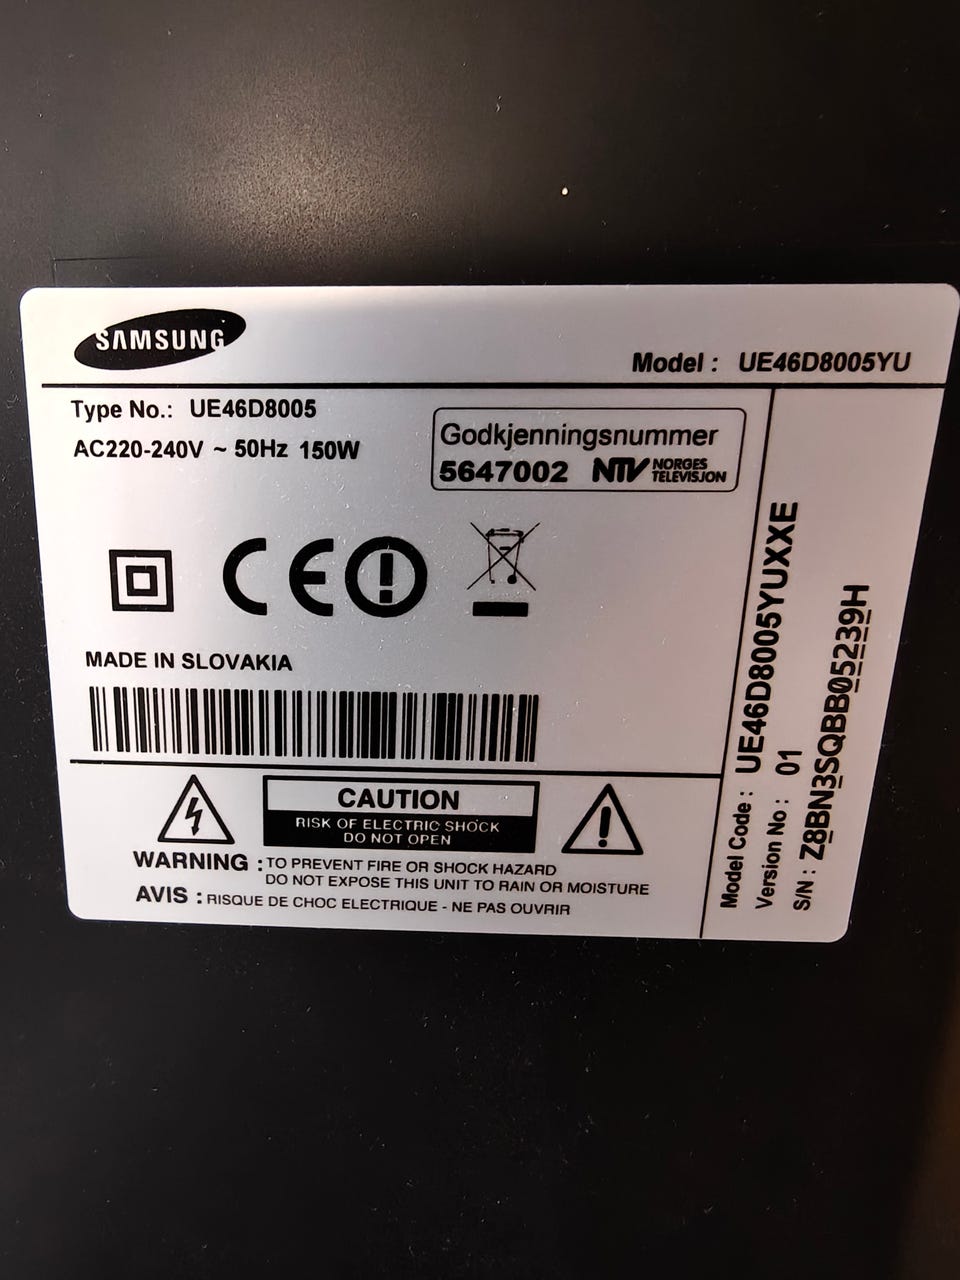 SAMSUNG
Model : UE46D8005YU
Type No.: UE46D8005
AC220-240V ~ 50Hz 150W
Godkjenningsnummer
5647002 NTV NORGES TELEVISJON
CE
MADE IN SLOVAKIA
CAUTION
RISK OF ELECTRIC SHOCK
DO NOT OPEN
WARNING : TO PREVENT FIRE OR SHOCK HAZARD
DO NOT EXPOSE THIS UNIT TO RAIN OR MOISTURE
AVIS : RISQUE DE CHOC ELECTRIQUE - NE PAS OUVRIR
Model Code : UE46D8005YUXXE
Version No : 01
S/N : Z8BN3SQBB05239H